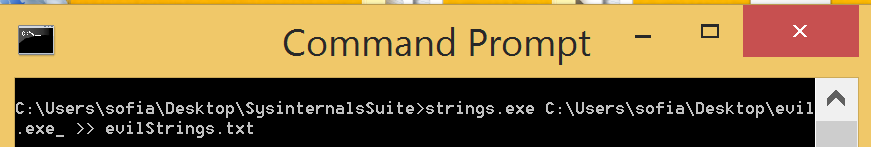 Command Prompt
C:\Users\sofia\Desktop\SysinternalsSuite>strings.exe C:\Users\sofia\Desktop\evil
.exe_ >> evilStrings.txt